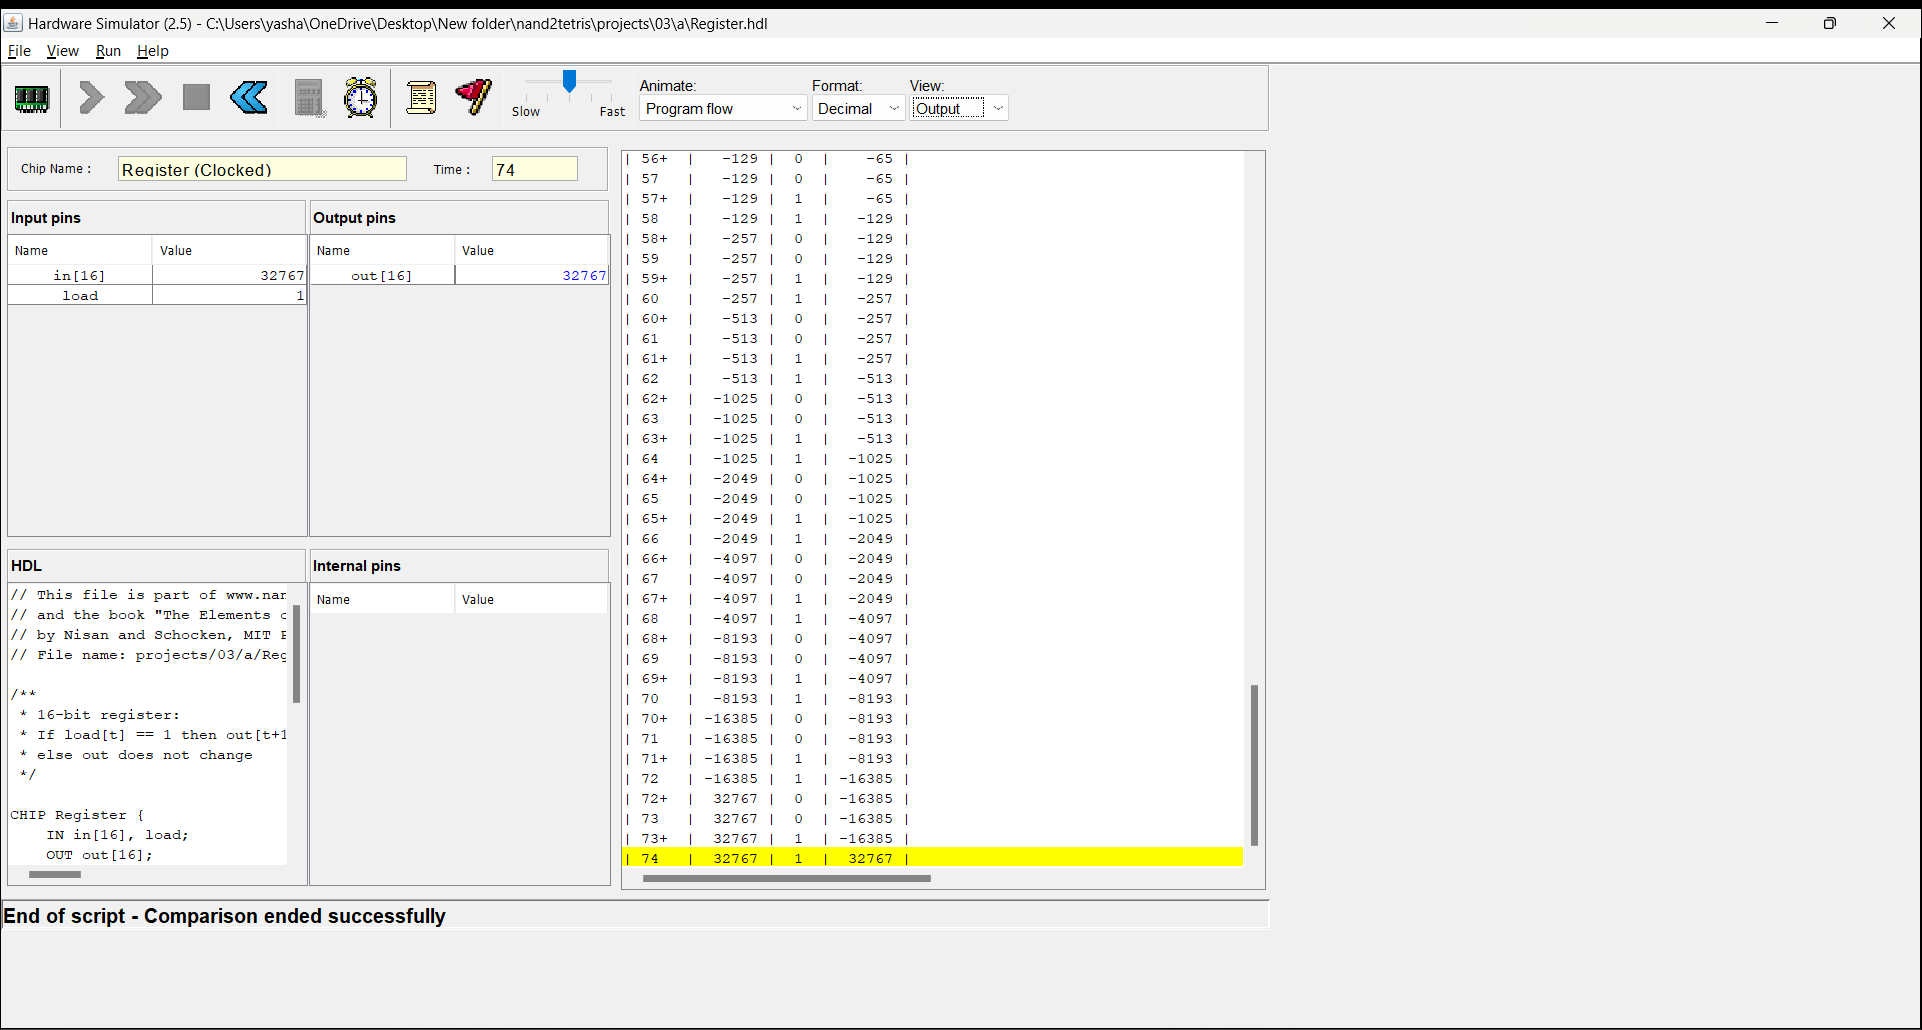 Hardware Simulator (2.5) - C:\Users\yasha\OneDrive\Desktop\New folder\nand2tetris\projects\03\a\Register.hdl
File View Run Help
Slow Fast
Animate: Format: View:
Program flow Decimal Output
Chip Name : Register (Clocked) Time : 74
Input pins
Name Value
in[16] 32767
load 1
Output pins
Name Value
out[16] 32767
HDL
// This file is part of www.nan
// and the book "The Elements o
// by Nisan and Schocken, MIT P
// File name: projects/03/a/Reg
/**
* 16-bit register:
* If load[t] == 1 then out[t+1
* else out does not change
*/
CHIP Register {
IN in[16], load;
OUT out[16];
Internal pins
Name Value
| 56+ | -129 | 0 | -65 |
| 57 | -129 | 0 | -65 |
| 57+ | -129 | 1 | -65 |
| 58 | -129 | 1 | -129 |
| 58+ | -257 | 0 | -129 |
| 59 | -257 | 0 | -129 |
| 59+ | -257 | 1 | -129 |
| 60 | -257 | 1 | -257 |
| 60+ | -513 | 0 | -257 |
| 61 | -513 | 0 | -257 |
| 61+ | -513 | 1 | -257 |
| 62 | -513 | 1 | -513 |
| 62+ | -1025 | 0 | -513 |
| 63 | -1025 | 0 | -513 |
| 63+ | -1025 | 1 | -513 |
| 64 | -1025 | 1 | -1025 |
| 64+ | -2049 | 0 | -1025 |
| 65 | -2049 | 0 | -1025 |
| 65+ | -2049 | 1 | -1025 |
| 66 | -2049 | 1 | -2049 |
| 66+ | -4097 | 0 | -2049 |
| 67 | -4097 | 0 | -2049 |
| 67+ | -4097 | 1 | -2049 |
| 68 | -4097 | 1 | -4097 |
| 68+ | -8193 | 0 | -4097 |
| 69 | -8193 | 0 | -4097 |
| 69+ | -8193 | 1 | -4097 |
| 70 | -8193 | 1 | -8193 |
| 70+ | -16385 | 0 | -8193 |
| 71 | -16385 | 0 | -8193 |
| 71+ | -16385 | 1 | -8193 |
| 72 | -16385 | 1 | -16385 |
| 72+ | 32767 | 0 | -16385 |
| 73 | 32767 | 0 | -16385 |
| 73+ | 32767 | 1 | -16385 |
| 74 | 32767 | 1 | 32767 |
End of script - Comparison ended successfully